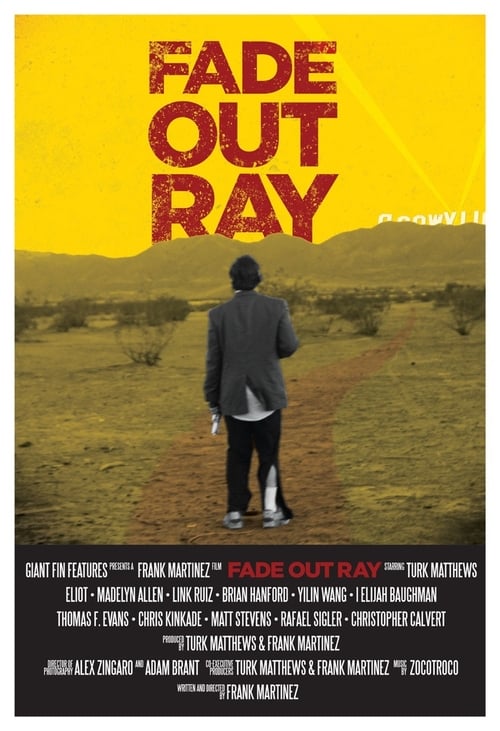 FADE
OUT
RAY
GIANT FIN FEATURES PRESENTS A FRANK MARTINEZ FILM FADE OUT RAY STARRING TURK MATTHEWS
ELIOT • MADELYN ALLEN • LINK RUIZ • BRIAN HANFORD • YILIN WANG • I ELIJAH BAUGHMAN
THOMAS F. EVANS • CHRIS KINKADE • MATT STEVENS • RAFAEL SIGLER • CHRISTOPHER CALVERT
PRODUCED BY TURK MATTHEWS & FRANK MARTINEZ
DIRECTOR OF PHOTOGRAPHY ALEX ZINGARO AND ADAM BRANT CO-EXECUTIVE PRODUCERS TURK MATTHEWS & FRANK MARTINEZ MUSIC BY ZOCOTROCO
WRITTEN AND DIRECTED BY FRANK MARTINEZ